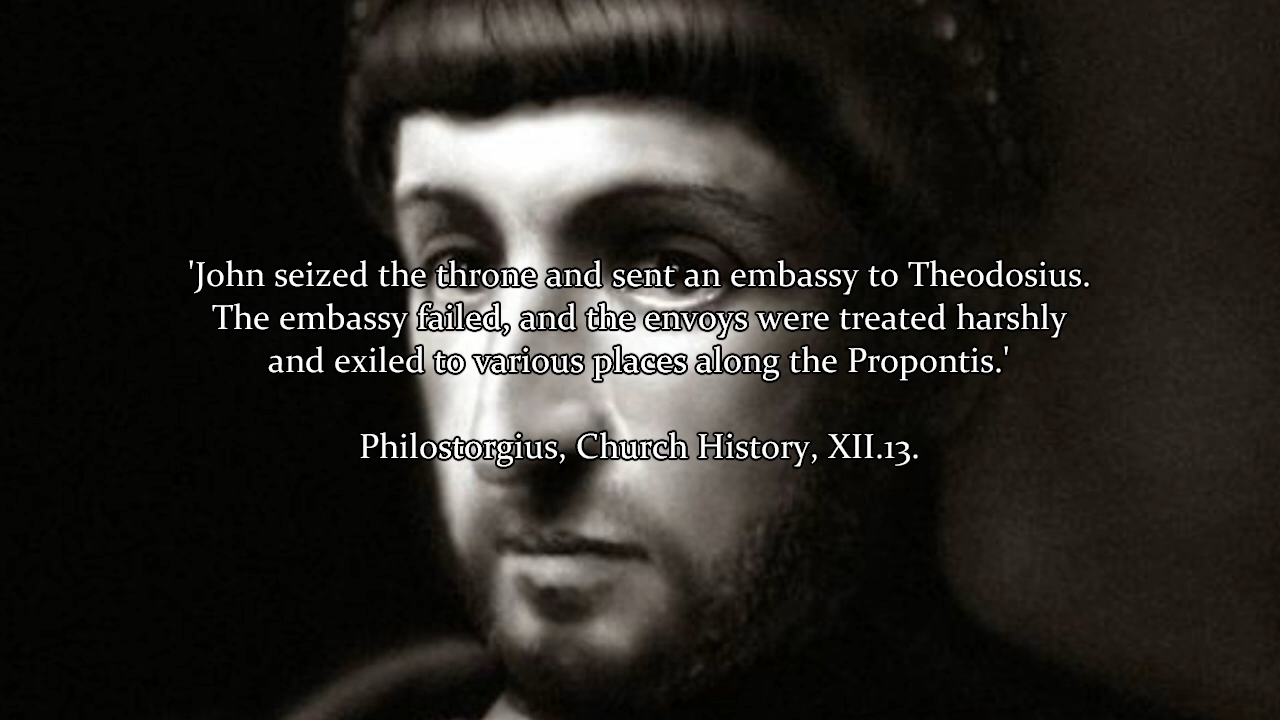 'John seized the throne and sent an embassy to Theodosius.
The embassy failed, and the envoys were treated harshly
and exiled to various places along the Propontis.'
Philostorgius, Church History, XII.13.